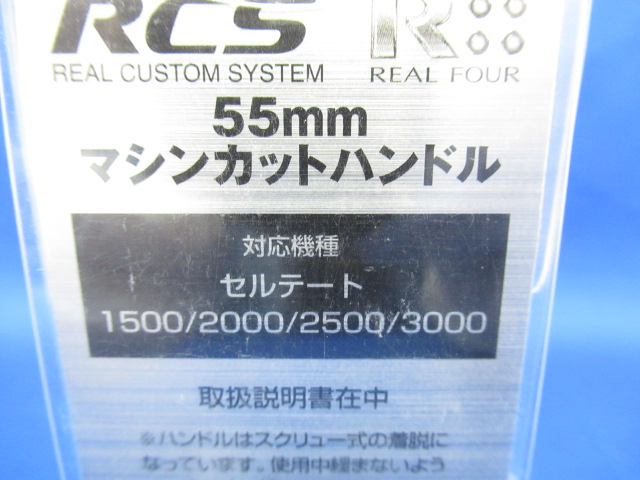 RCS R
REAL CUSTOM SYSTEM REAL FOUR
55mm
マシンカットハンドル
対応機種
セルテート
1500/2000/2500/3000
取扱説明書在中
※ハンドルはスクリュー式の着脱に
なっています。使用中緩まないよう